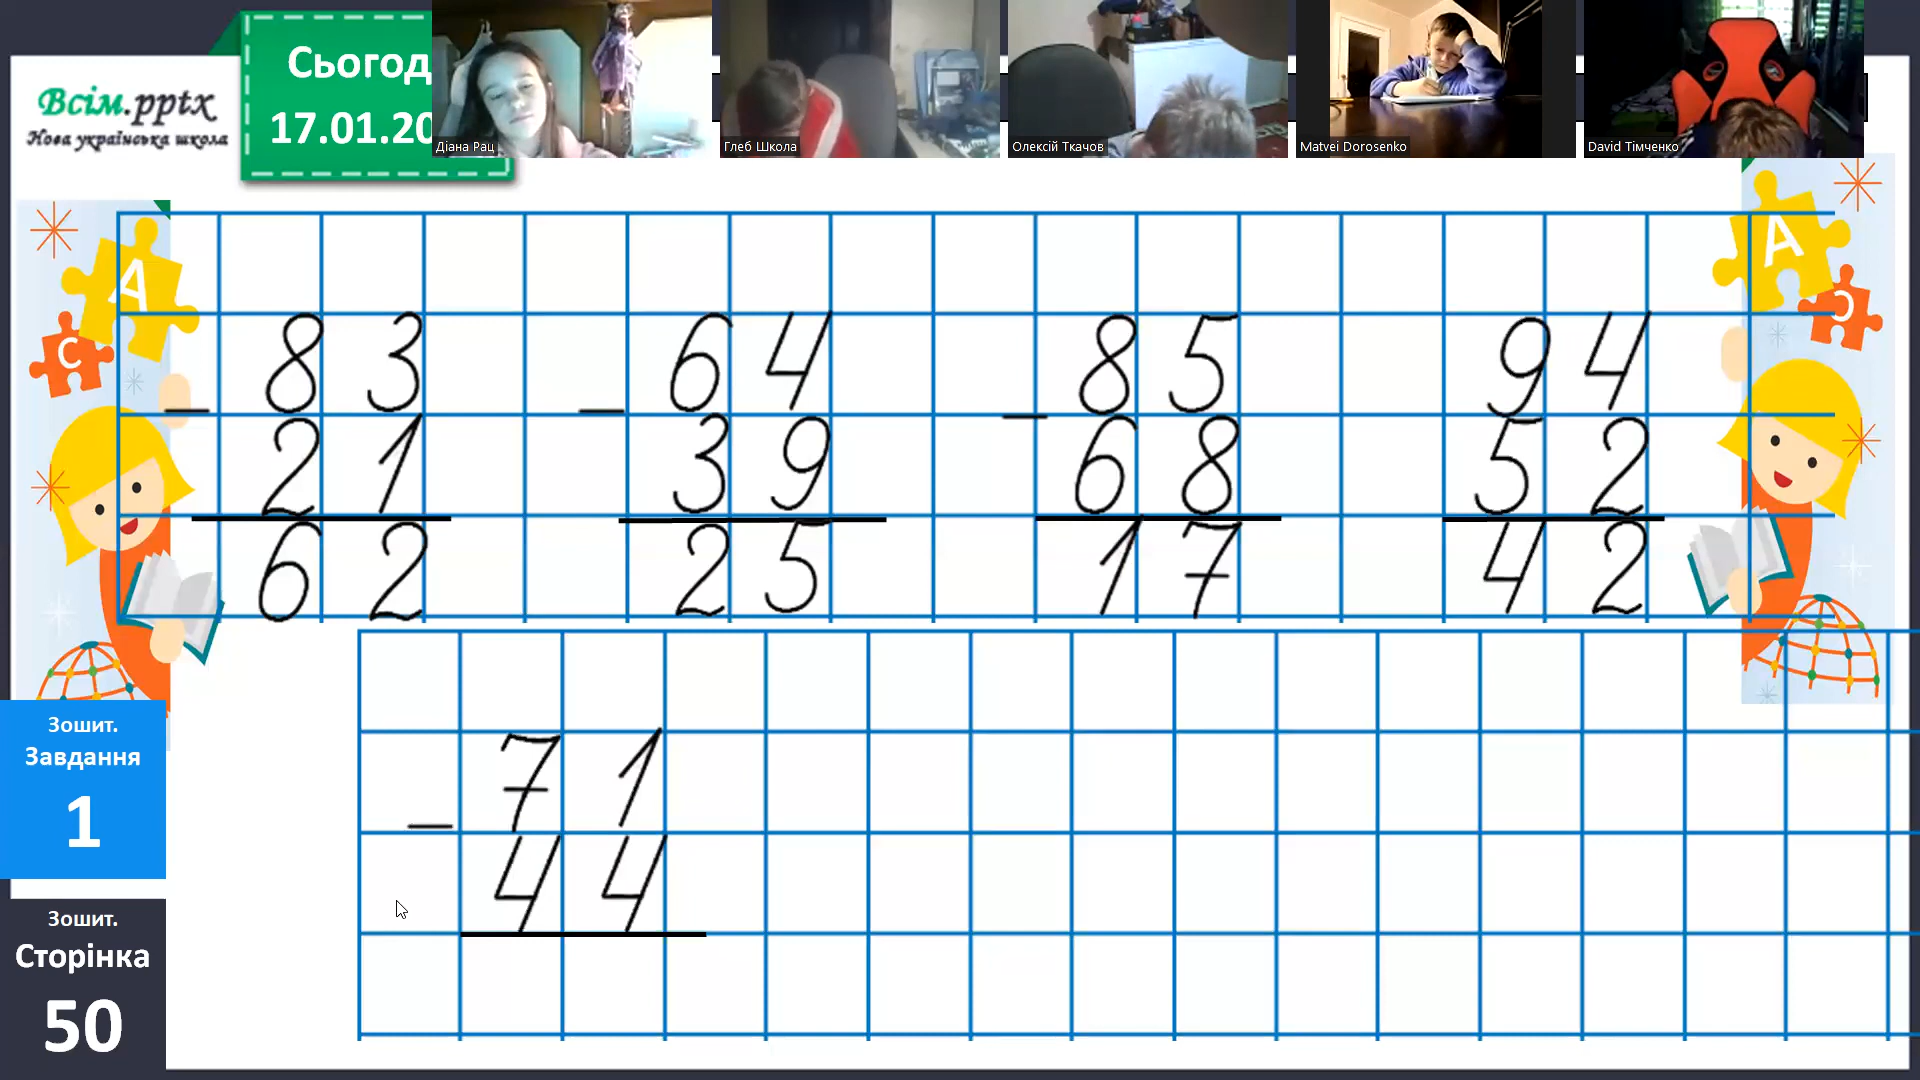 Всім.pptx
Нова українська школа
Сьогод
17.01.20
Діана Рац
Глеб Школа
Олексій Ткачов
Matvei Dorosenko
David Тімченко
A
C
A
C
83 64 85 94
− − −
21 39 68 52
62 25 17 42
71
−
44
Зошит.
Завдання
1
Зошит.
Сторінка
50